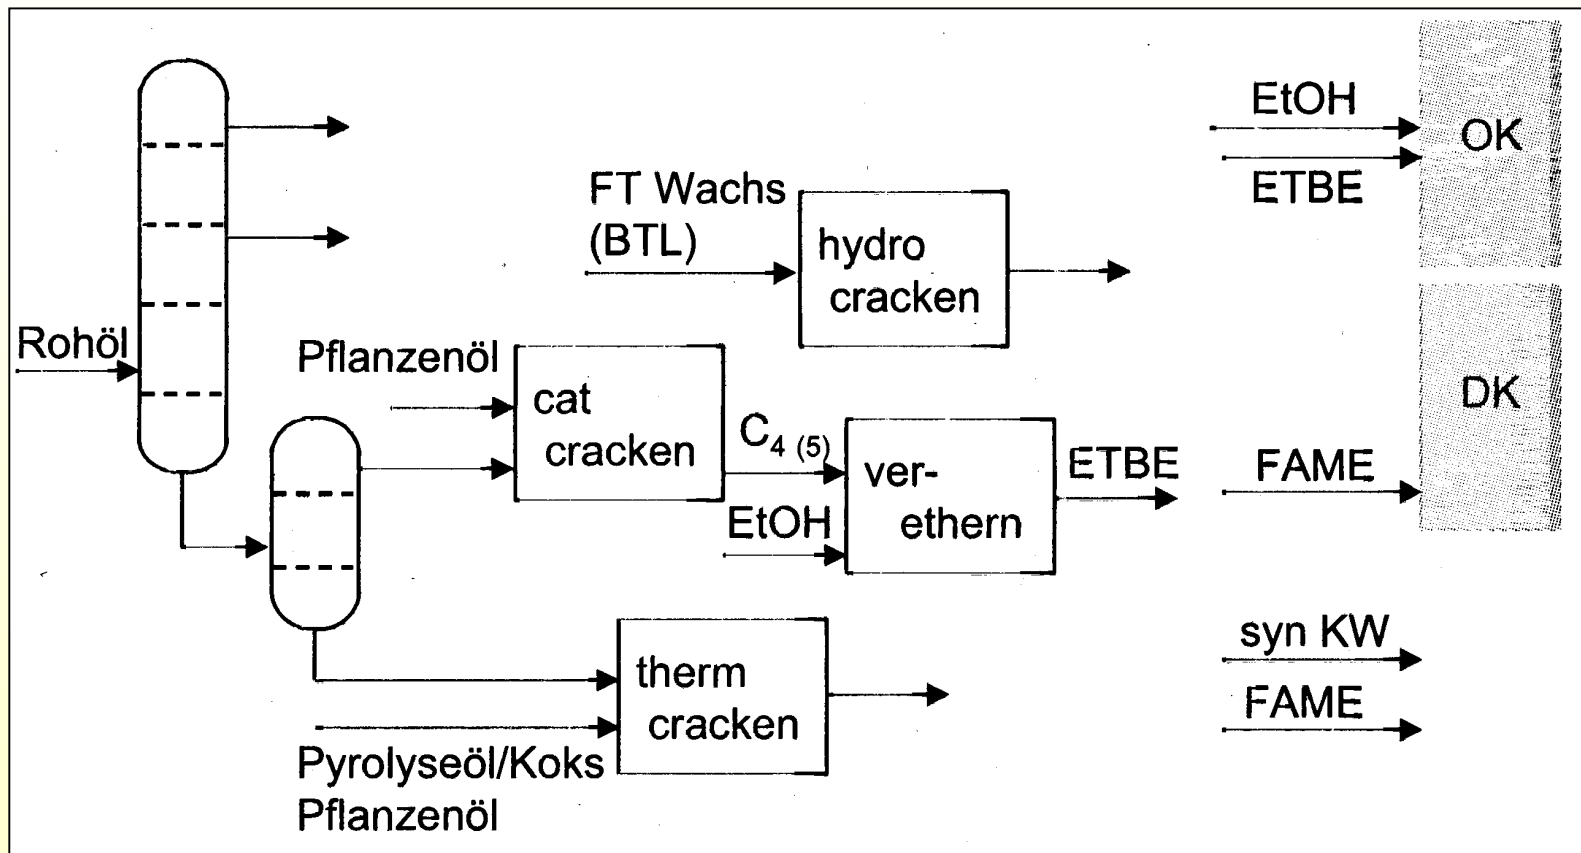 EtOH
OK
ETBE
FT Wachs
(BTL)
hydro
cracken
Rohöl
Pflanzenöl
cat
cracken
DK
C4 (5)
ver-
ethern
ETBE
FAME
EtOH
syn KW
therm
cracken
FAME
Pyrolyseöl/Koks
Pflanzenöl